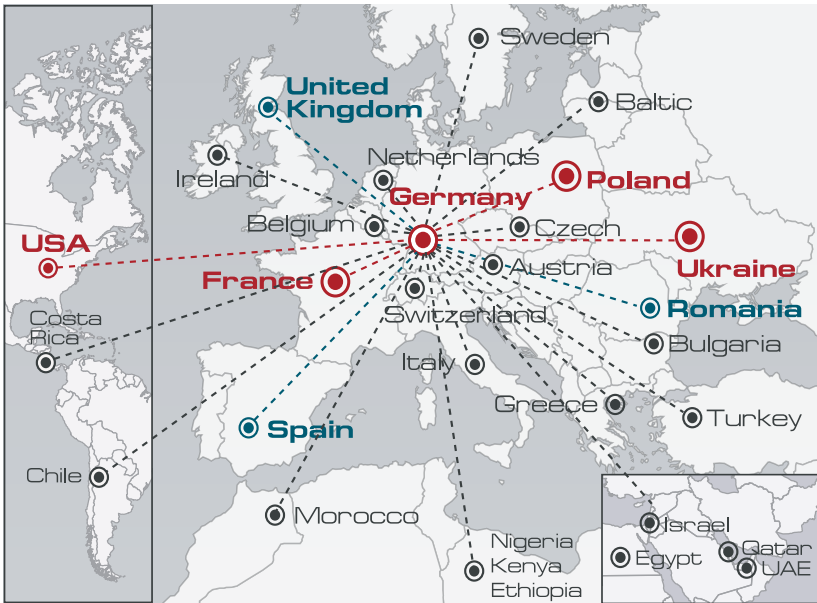 Sweden
United
Kingdom
Baltic
Netherlands
Ireland
Germany
Poland
Belgium
Czech
USA
Ukraine
Austria
France
Switzerland
Romania
Costa
Rica
Bulgaria
Italy
Greece
Turkey
Spain
Chile
Morocco
Israel
Nigeria
Kenya
Ethiopia
Egypt
Qatar
UAE